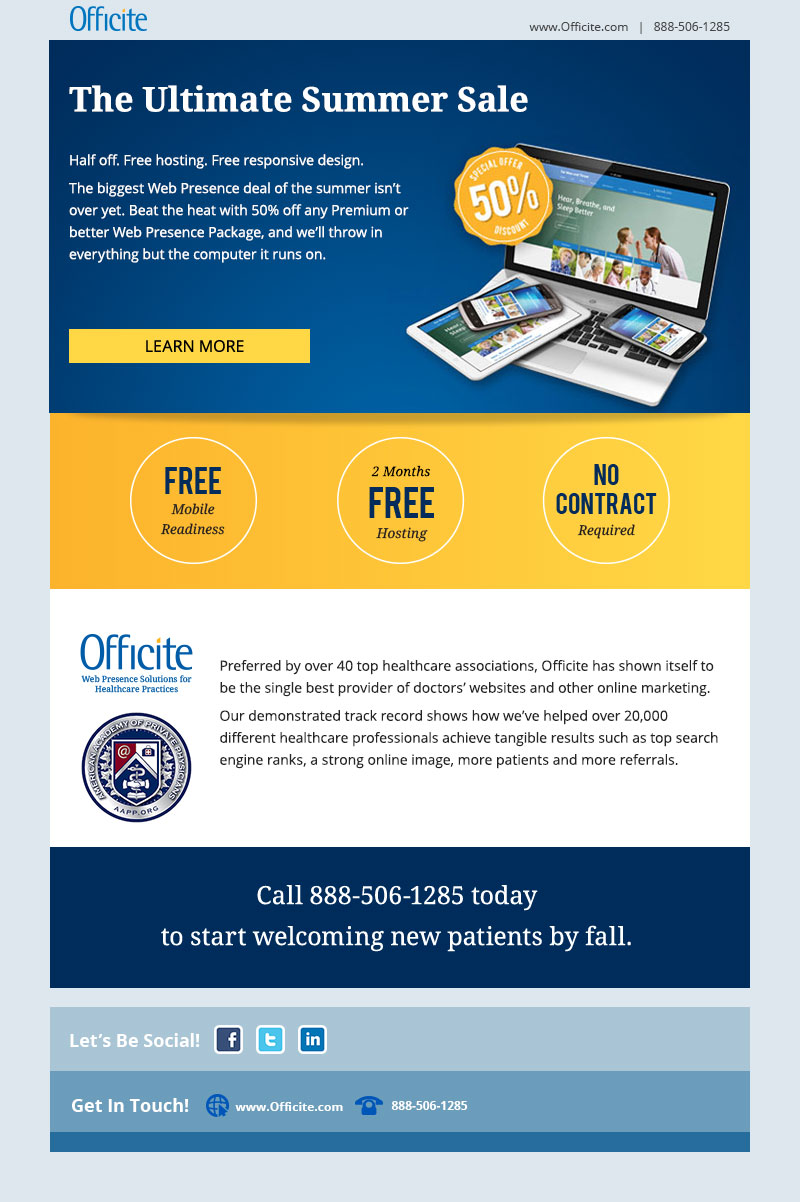 Officite
www.Officite.com | 888-506-1285
The Ultimate Summer Sale
Half off. Free hosting. Free responsive design.
The biggest Web Presence deal of the summer isn't
over yet. Beat the heat with 50% off any Premium or
better Web Presence Package, and we'll throw in
everything but the computer it runs on.
LEARN MORE
SPECIAL OFFER
50%
DISCOUNT
Hear, Breathe, and
Sleep Better
FREE
Mobile
Readiness
2 Months
FREE
Hosting
NO
CONTRACT
Required
Officite
Web Presence Solutions for
Healthcare Practices
AMERICAN ACADEMY OF PRIVATE PHYSICIANS
AAPP.ORG
Preferred by over 40 top healthcare associations, Officite has shown itself to
be the single best provider of doctors' websites and other online marketing.
Our demonstrated track record shows how we've helped over 20,000
different healthcare professionals achieve tangible results such as top search
engine ranks, a strong online image, more patients and more referrals.
Call 888-506-1285 today
to start welcoming new patients by fall.
Let's Be Social!
Get In Touch! www.Officite.com 888-506-1285